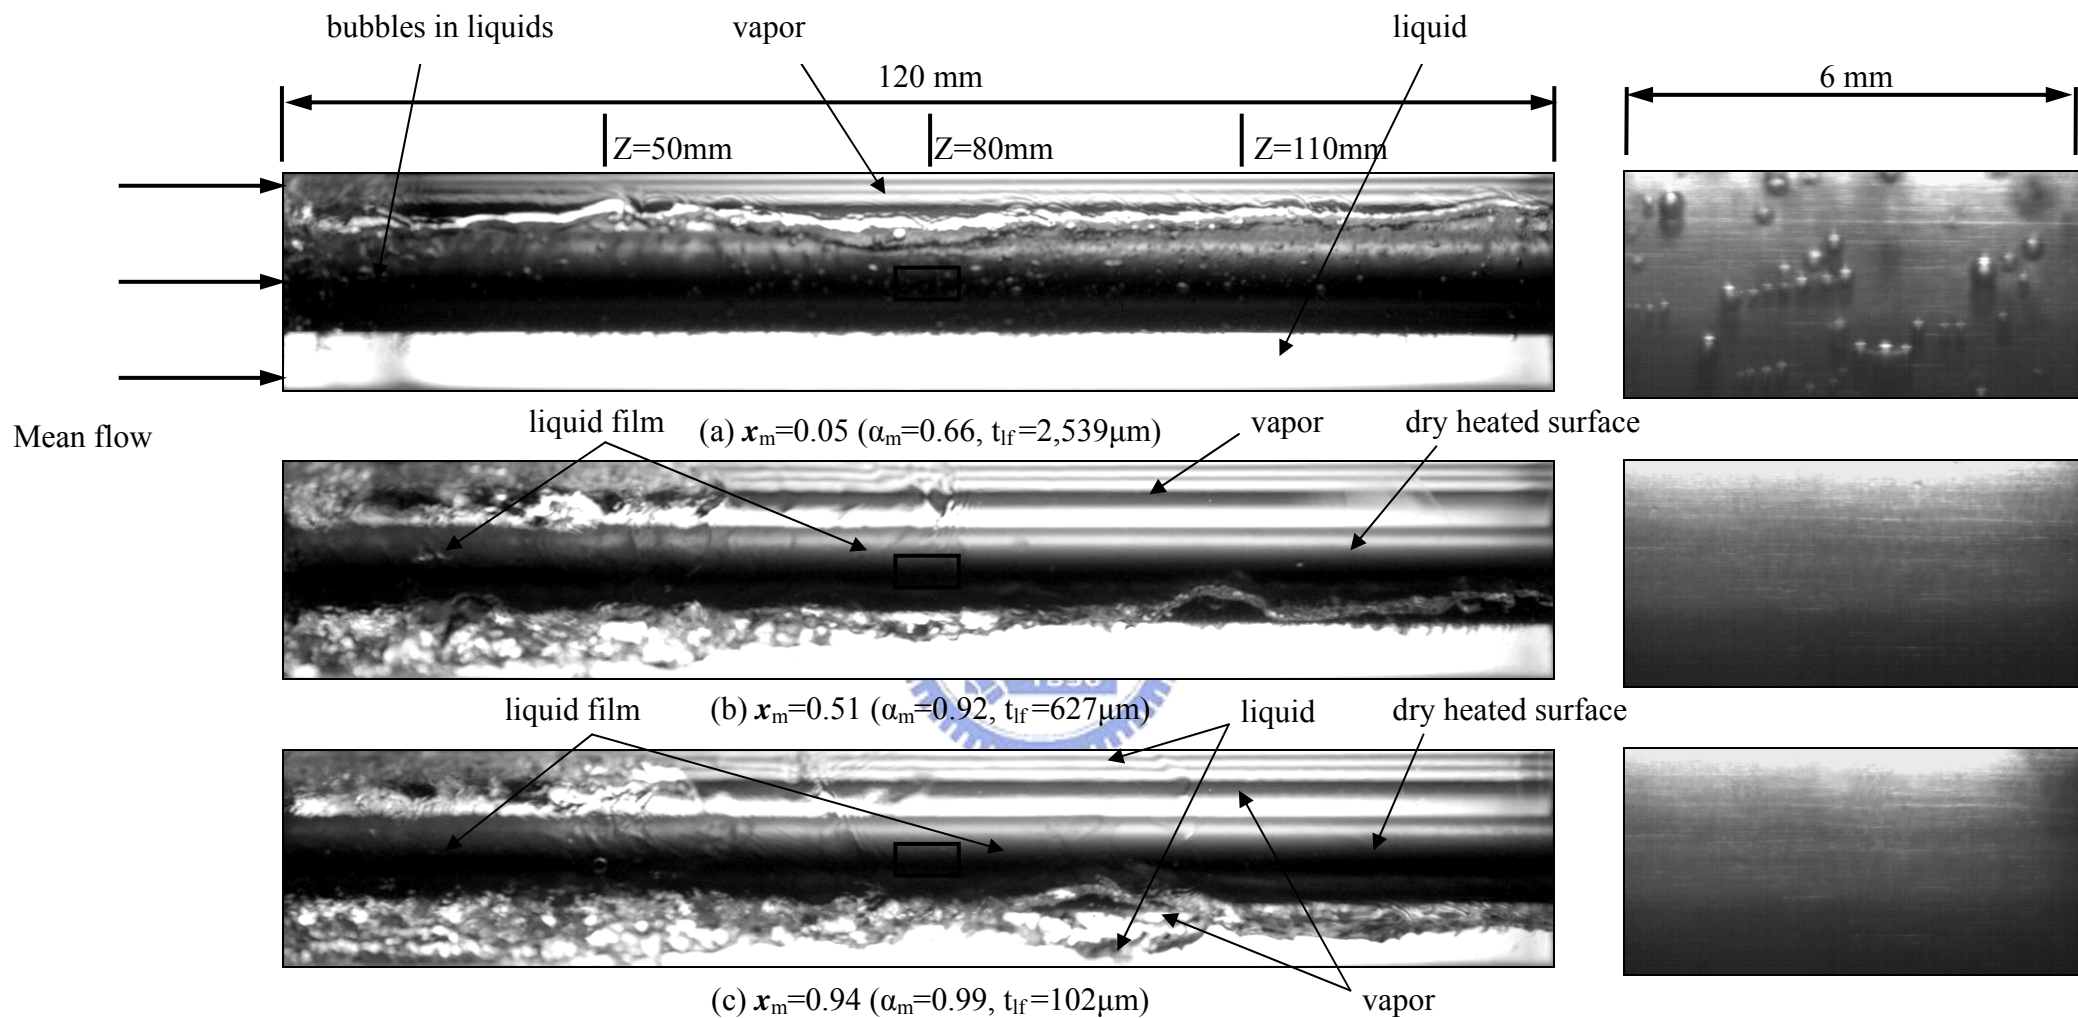 bubbles in liquids vapor liquid
120 mm 6 mm
Z=50mm Z=80mm Z=110mm
Mean flow
liquid film (a) xm=0.05 (αm=0.66, tlf=2,539μm) vapor dry heated surface
liquid film (b) xm=0.51 (αm=0.92, tlf=627μm) liquid dry heated surface
(c) xm=0.94 (αm=0.99, tlf=102μm) vapor